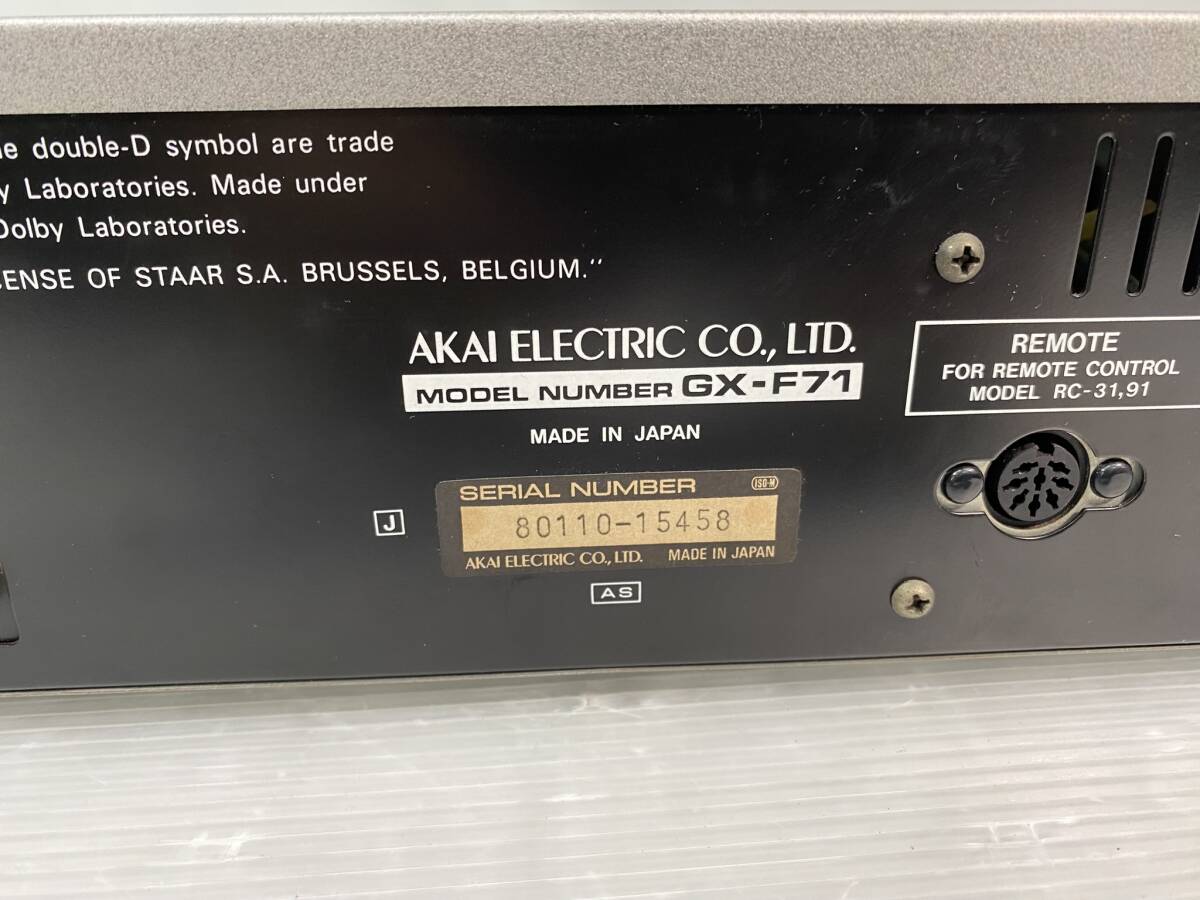 double-D symbol are trade
Laboratories. Made under
Dolby Laboratories.
OF STAAR S.A. BRUSSELS, BELGIUM."
AKAI ELECTRIC CO., LTD.
MODEL NUMBER GX-F71
MADE IN JAPAN
REMOTE
FOR REMOTE CONTROL
MODEL RC-31,91
SERIAL NUMBER ISO-M
80110-15458
AKAI ELECTRIC CO., LTD. MADE IN JAPAN
J
AS